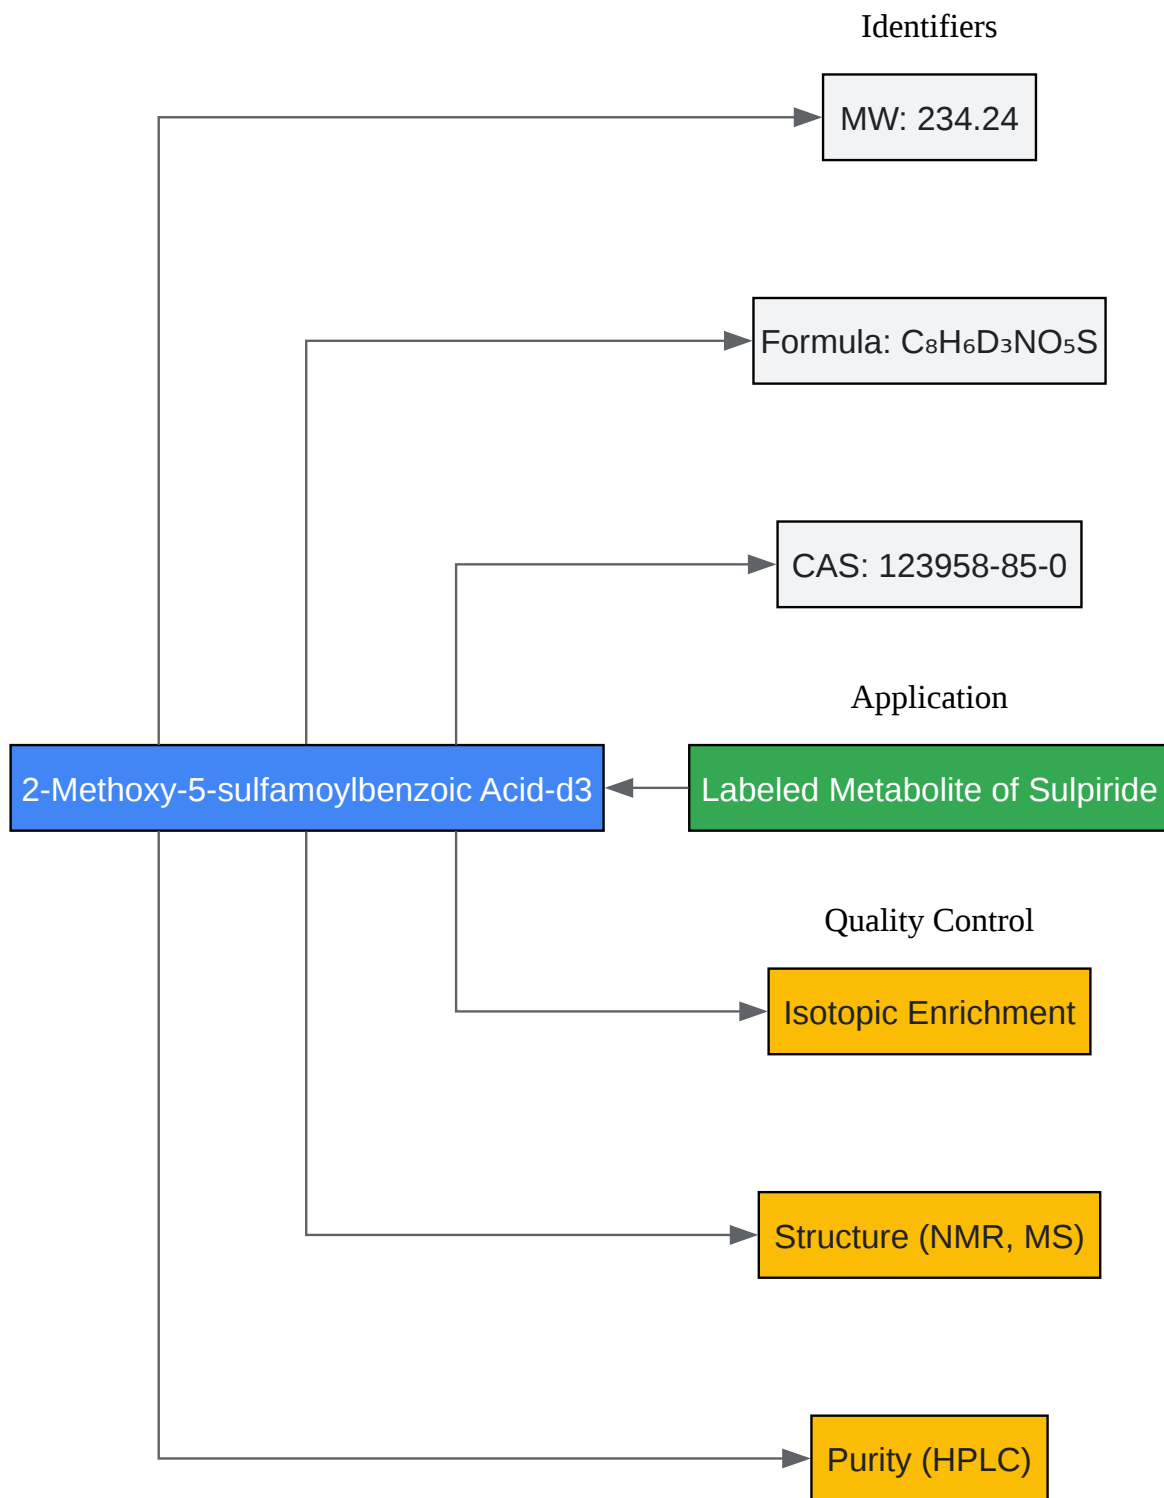 Identifiers
MW: 234.24
Formula: C₈H₆D₃NO₅S
CAS: 123958-85-0
Application
2-Methoxy-5-sulfamoylbenzoic Acid-d3
Labeled Metabolite of Sulpiride
Quality Control
Isotopic Enrichment
Structure (NMR, MS)
Purity (HPLC)